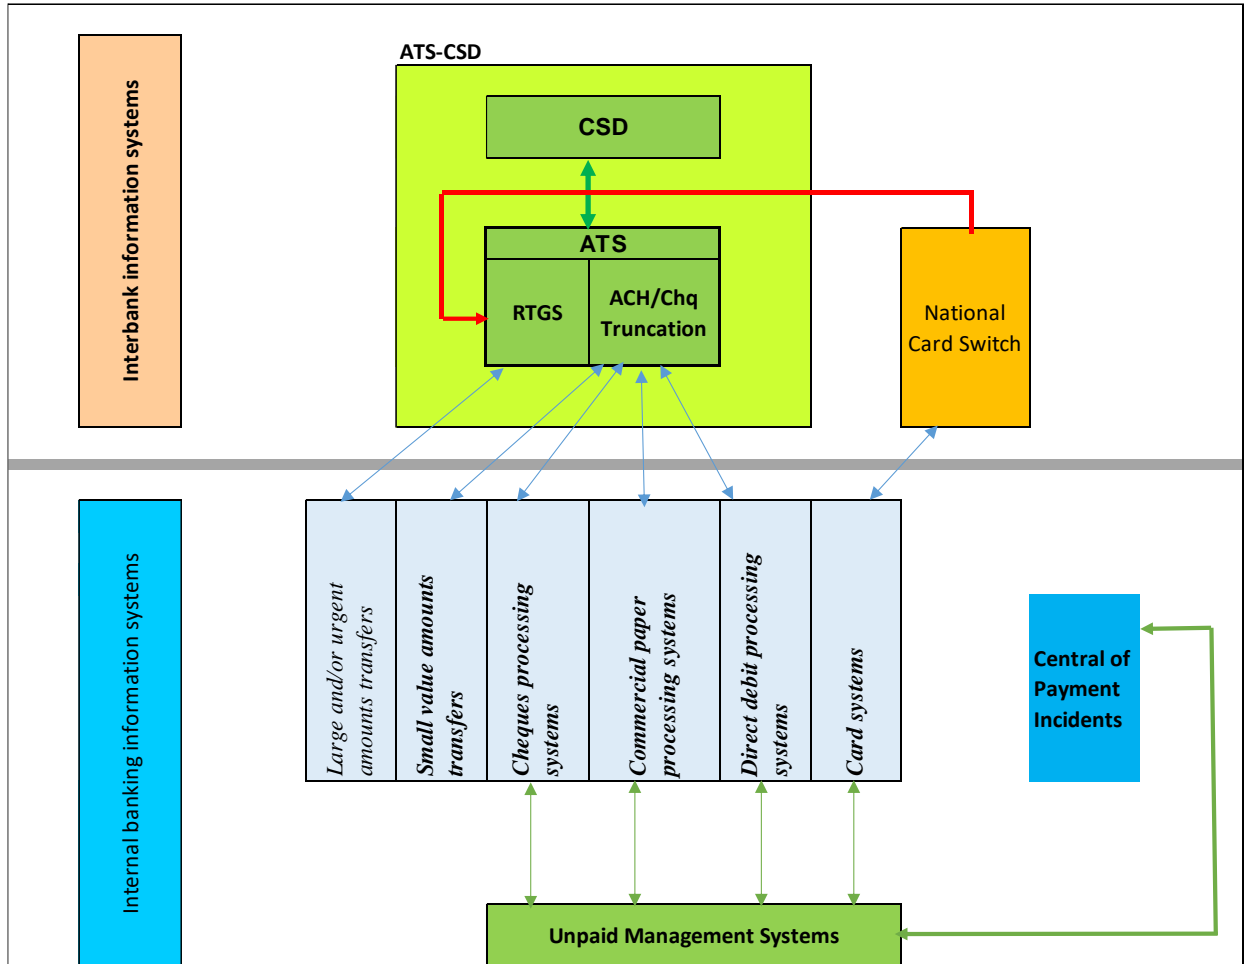 ATS-CSD
Interbank information systems
CSD
ATS
RTGS
ACH/Chq
Truncation
National
Card Switch
Internal banking information systems
Large and/or urgent
amounts transfers
Small value amounts
transfers
Cheques processing
systems
Commercial paper
processing systems
Direct debit processing
systems
Card systems
Central of
Payment
Incidents
Unpaid Management Systems